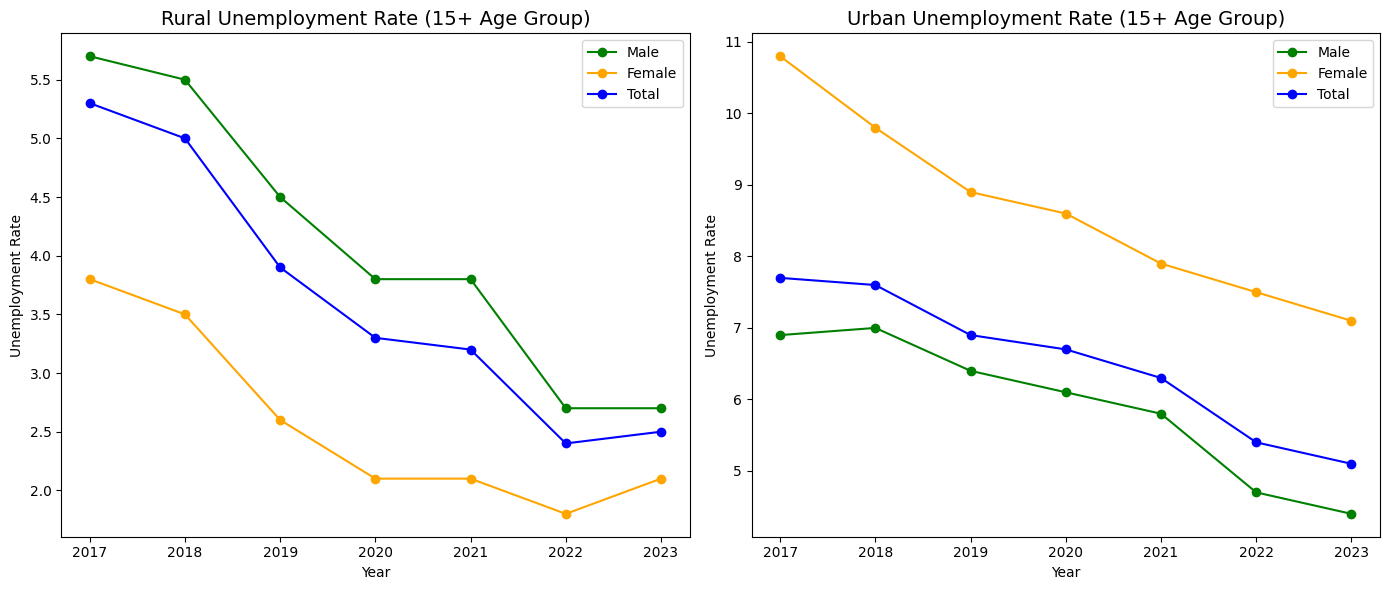 Rural Unemployment Rate (15+ Age Group)
Male
Female
Total
5.5
5.0
4.5
4.0
3.5
3.0
2.5
2.0
Unemployment Rate
2017 2018 2019 2020 2021 2022 2023
Year
Urban Unemployment Rate (15+ Age Group)
Male
Female
Total
11
10
9
8
7
6
5
Unemployment Rate
2017 2018 2019 2020 2021 2022 2023
Year